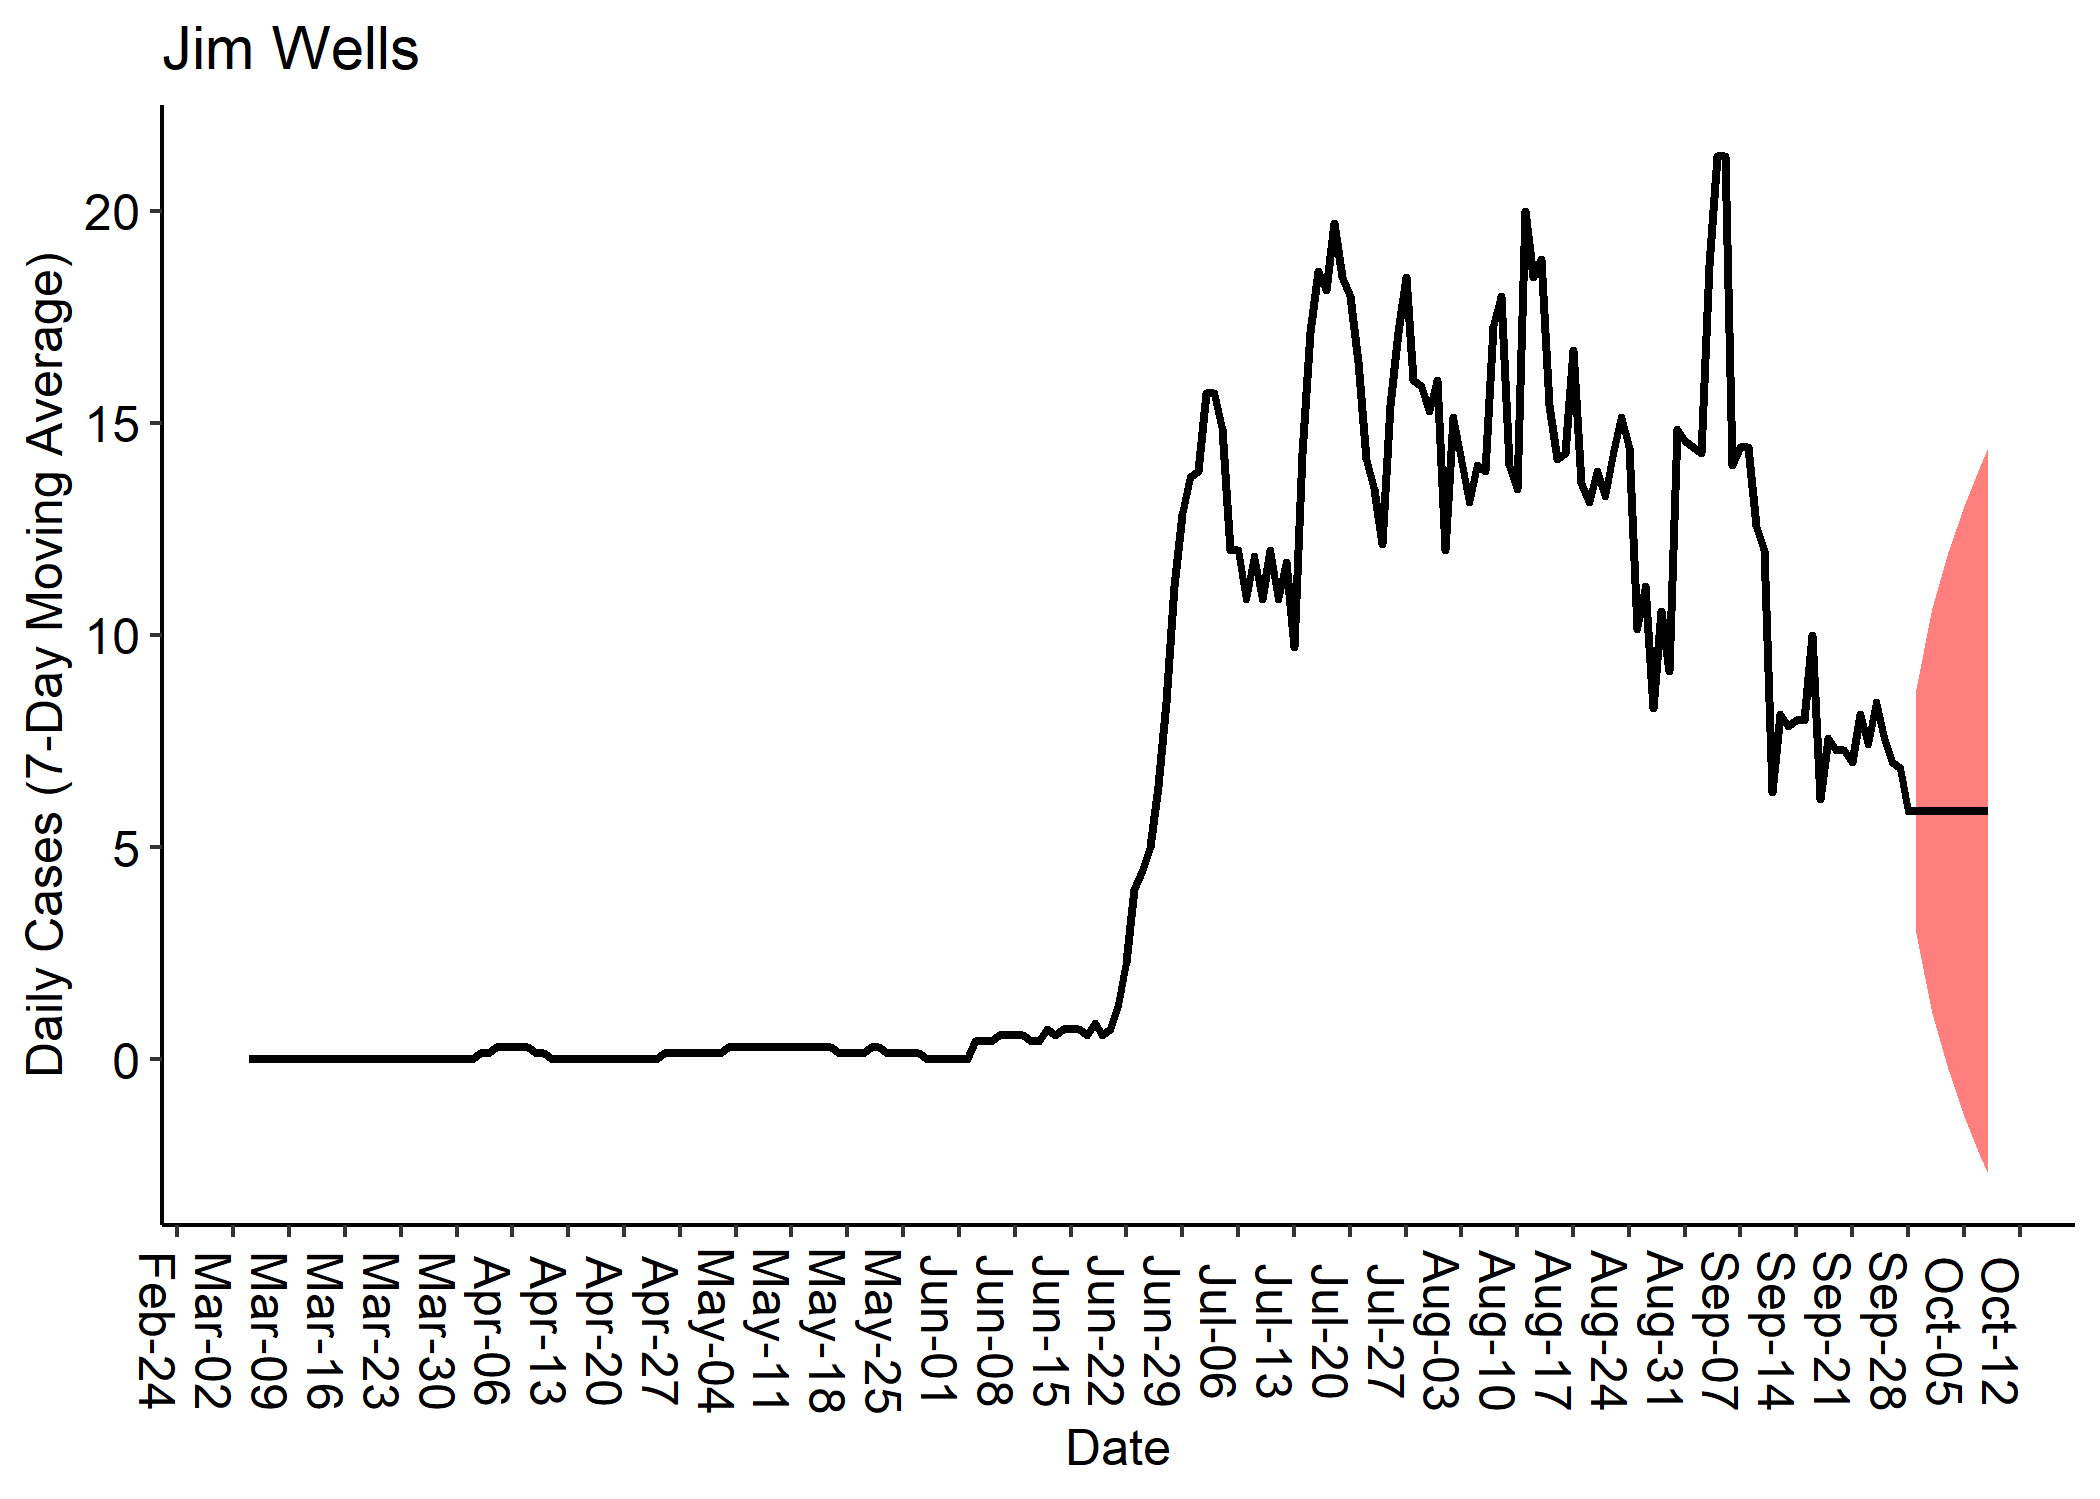 Jim Wells
Daily Cases (7-Day Moving Average)
20
15
10
5
0
Feb-24
Mar-02
Mar-09
Mar-16
Mar-23
Mar-30
Apr-06
Apr-13
Apr-20
Apr-27
May-04
May-11
May-18
May-25
Jun-01
Jun-08
Jun-15
Jun-22
Jun-29
Jul-06
Jul-13
Jul-20
Jul-27
Aug-03
Aug-10
Aug-17
Aug-24
Aug-31
Sep-07
Sep-14
Sep-21
Sep-28
Oct-05
Oct-12
Date